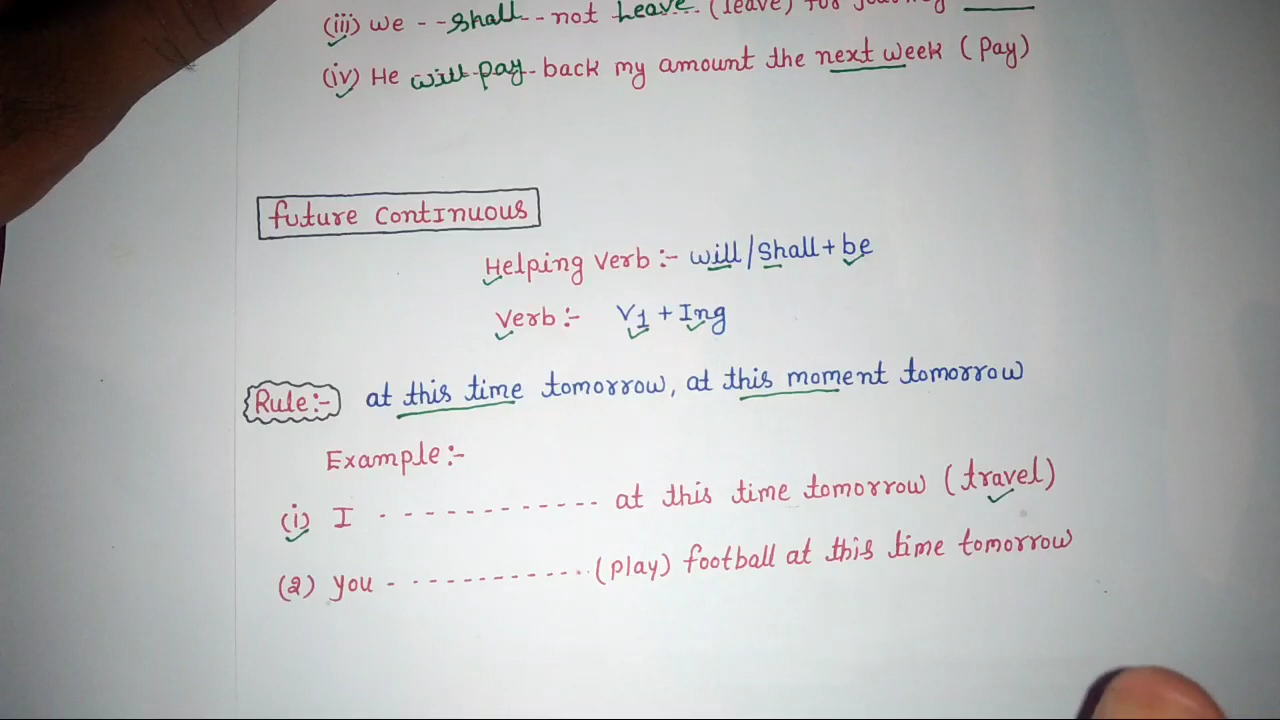 (iii) we - - shall - - not leave - - (leave) for
(iv) He will pay - back my amount the next week (Pay)
future continuous
Helping verb :- will/shall + be
Verb :- V1 + Ing
Rule:- at this time tomorrow, at this moment tomorrow
Example :-
(i) I - - - - - - - - - - - - at this time tomorrow (travel)
(2) you - - - - - - - - - - - - (play) football at this time tomorrow